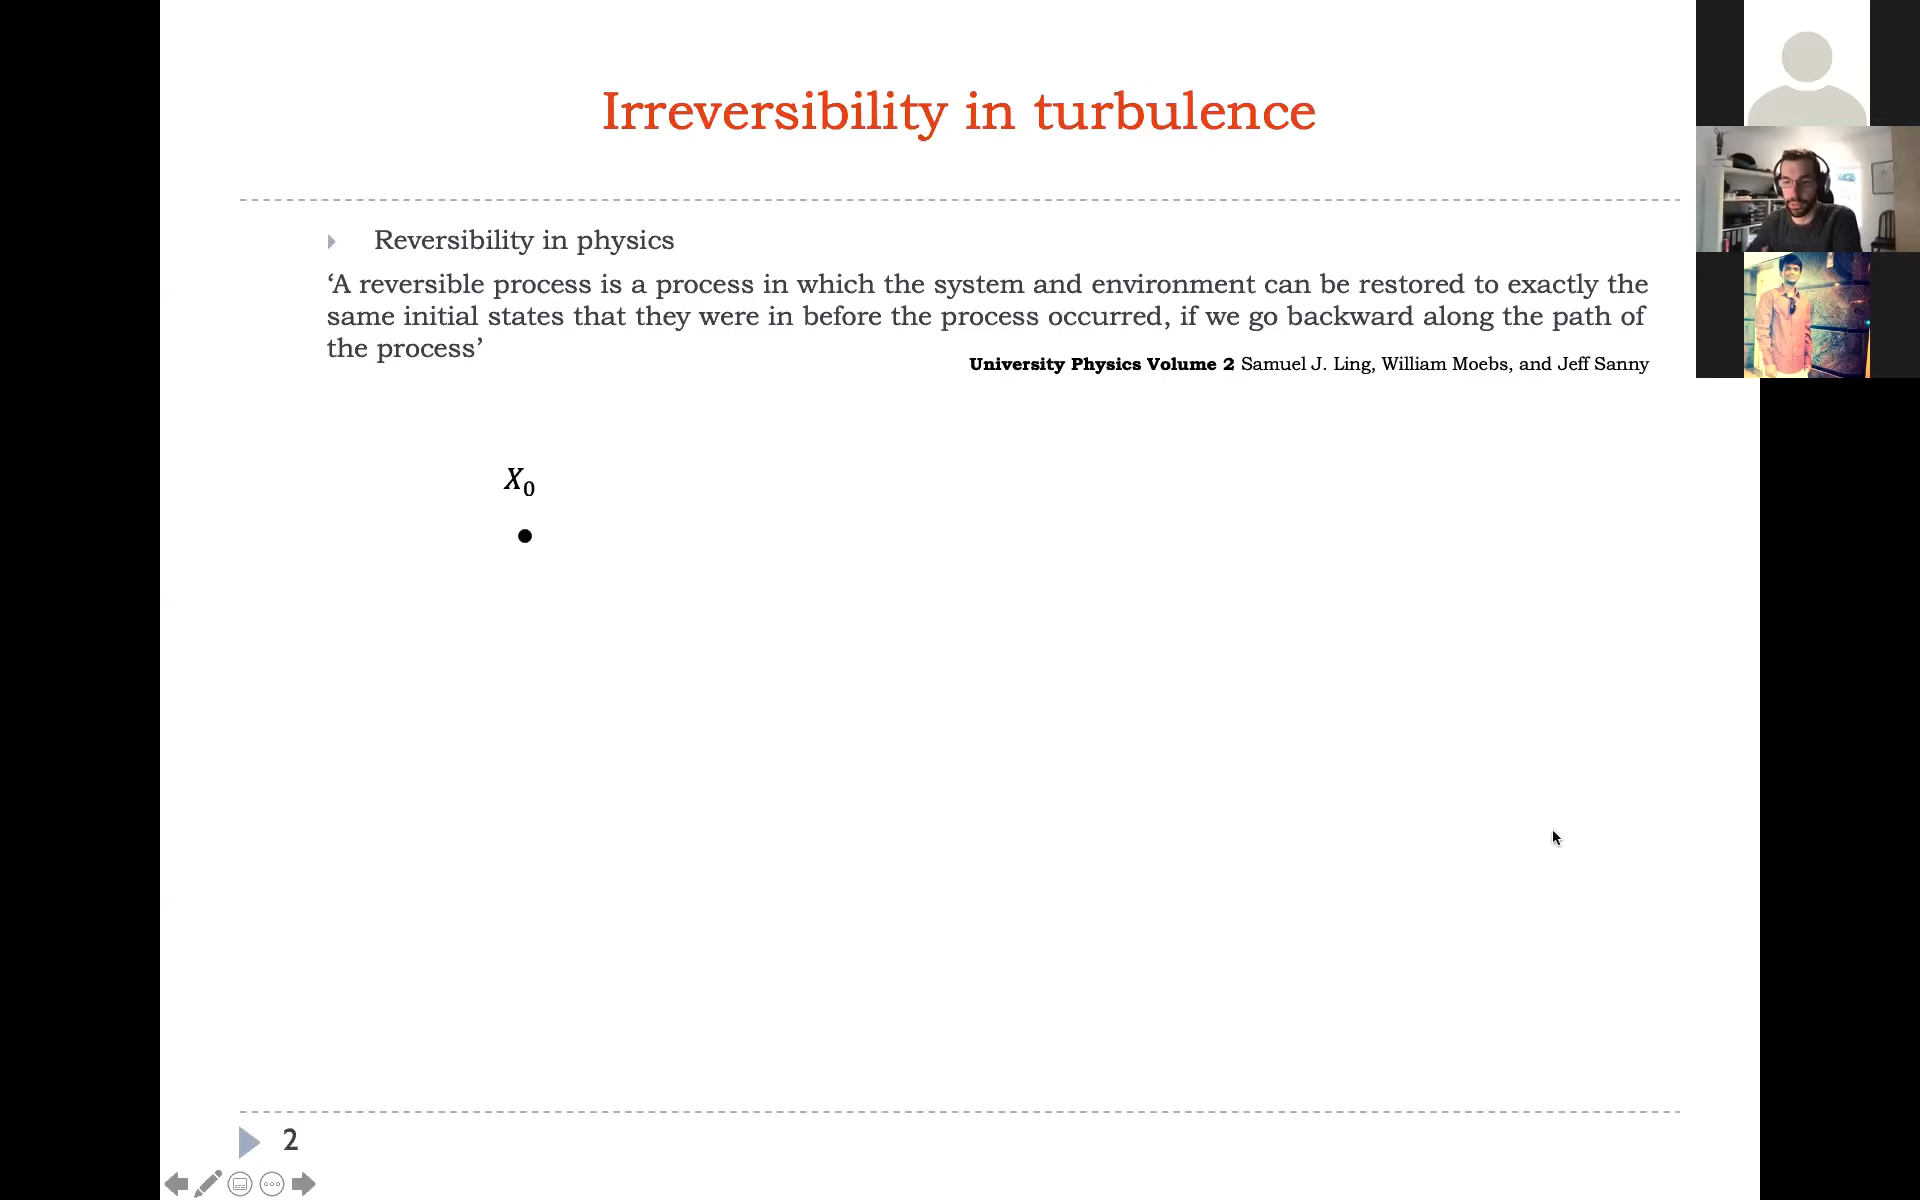 Irreversibility in turbulence
Reversibility in physics
‘A reversible process is a process in which the system and environment can be restored to exactly the
same initial states that they were in before the process occurred, if we go backward along the path of
the process’
University Physics Volume 2 Samuel J. Ling, William Moebs, and Jeff Sanny
X₀
2